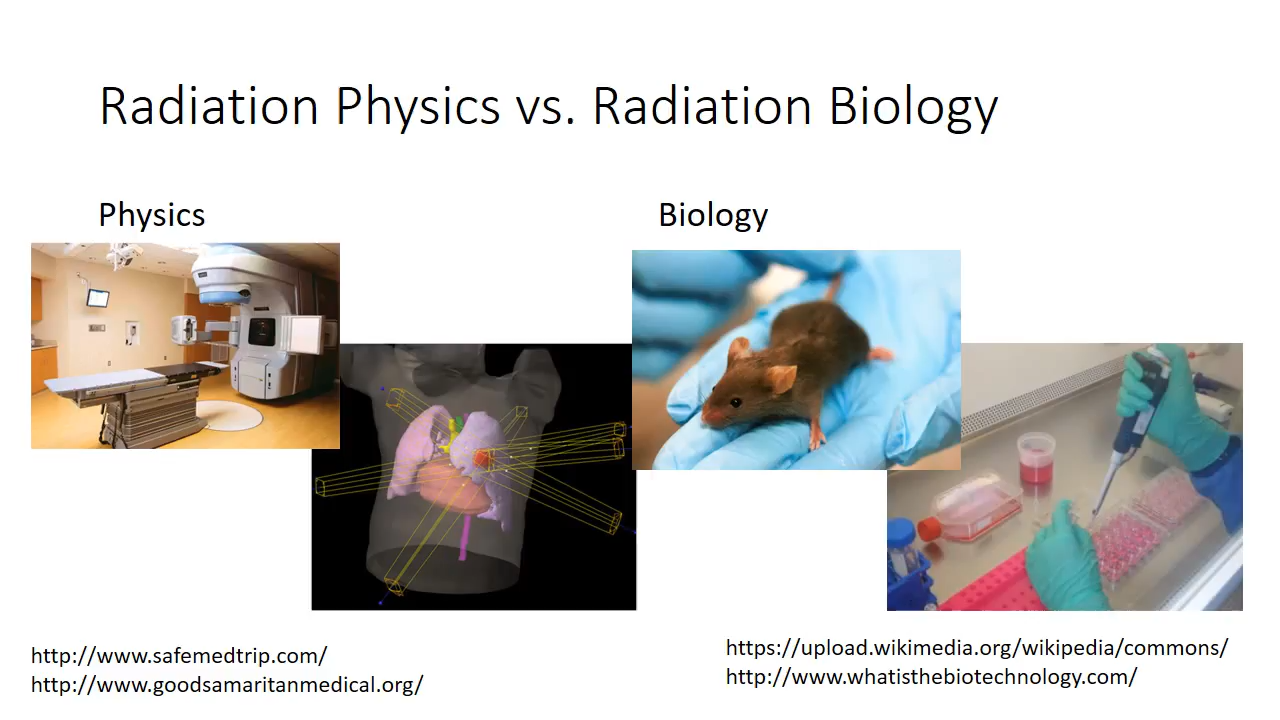 Radiation Physics vs. Radiation Biology
Physics
Biology
http://www.safemedtrip.com/
http://www.goodsamaritanmedical.org/
https://upload.wikimedia.org/wikipedia/commons/
http://www.whatisthebiotechnology.com/